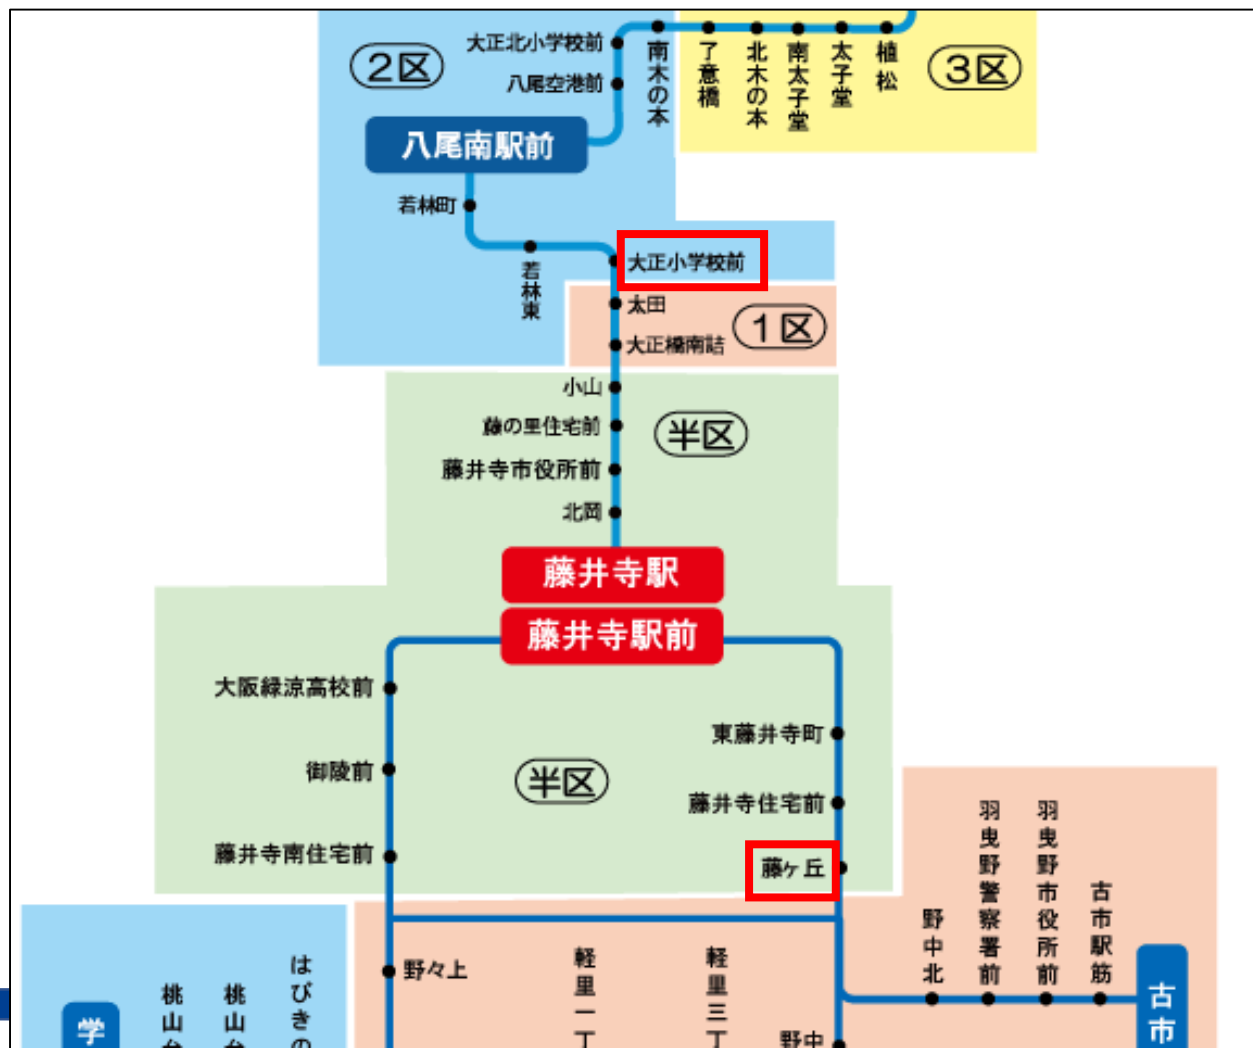 2区
大正北小学校前
八尾空港前
南木の本
了意橋
北木の本
南太子堂
太子堂
植松
3区
八尾南駅前
若林町
若林東
大正小学校前
太田
1区
大正橋南詰
小山
藤の里住宅前
半区
藤井寺市役所前
北岡
藤井寺駅
藤井寺駅前
大阪緑涼高校前
東藤井寺町
御陵前
半区
藤井寺住宅前
藤井寺南住宅前
藤ヶ丘
羽曳野警察署前
羽曳野市役所前
古市駅筋
野中北
野々上
軽里一丁
軽里三丁
はびきの
桃山台
桃山台
学
古市
野中